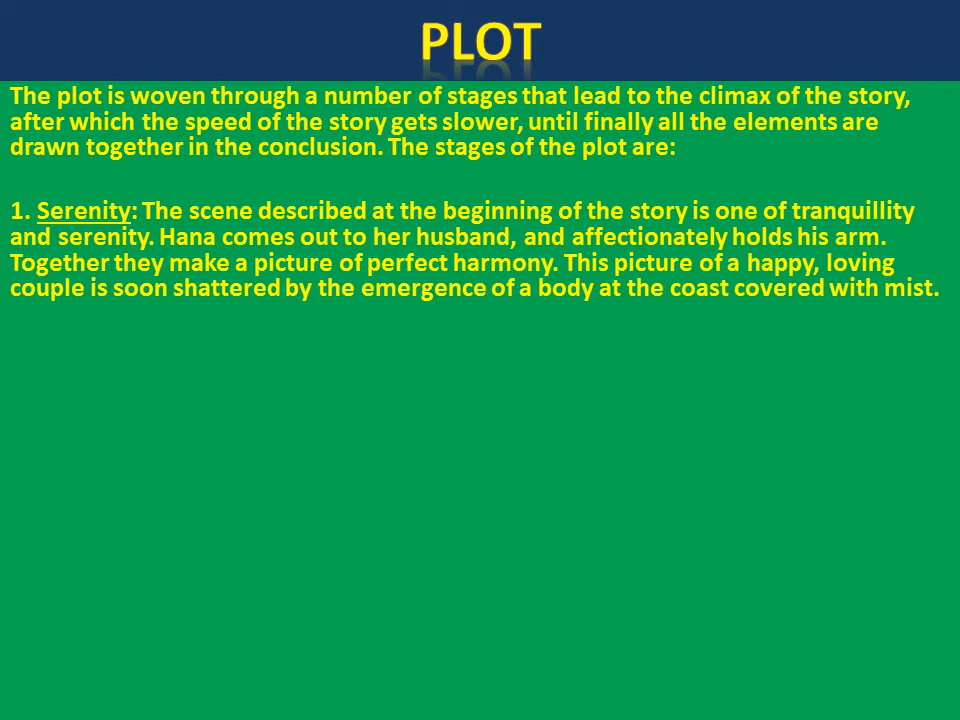 PLOT
The plot is woven through a number of stages that lead to the climax of the story,
after which the speed of the story gets slower, until finally all the elements are
drawn together in the conclusion. The stages of the plot are:
1. Serenity: The scene described at the beginning of the story is one of tranquillity
and serenity. Hana comes out to her husband, and affectionately holds his arm.
Together they make a picture of perfect harmony. This picture of a happy, loving
couple is soon shattered by the emergence of a body at the coast covered with mist.